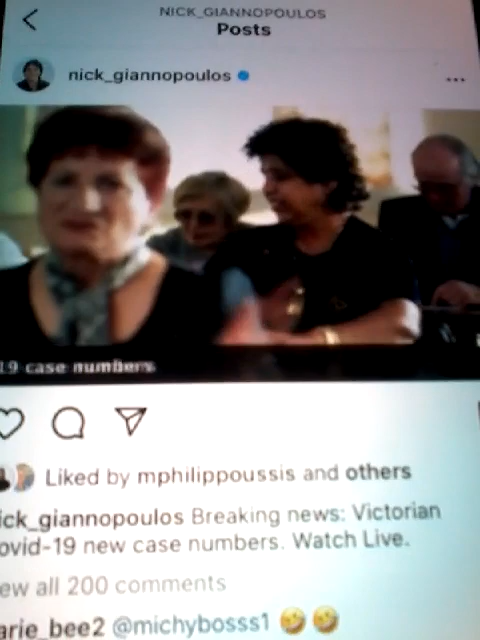 NICK_GIANNOPOULOS
Posts
nick_giannopoulos
19 case numbers
Liked by mphilippoussis and others
ick_giannopoulos Breaking news: Victorian
ovid-19 new case numbers. Watch Live.
ew all 200 comments
arie_bee2 @michybosss1 🤣🤣